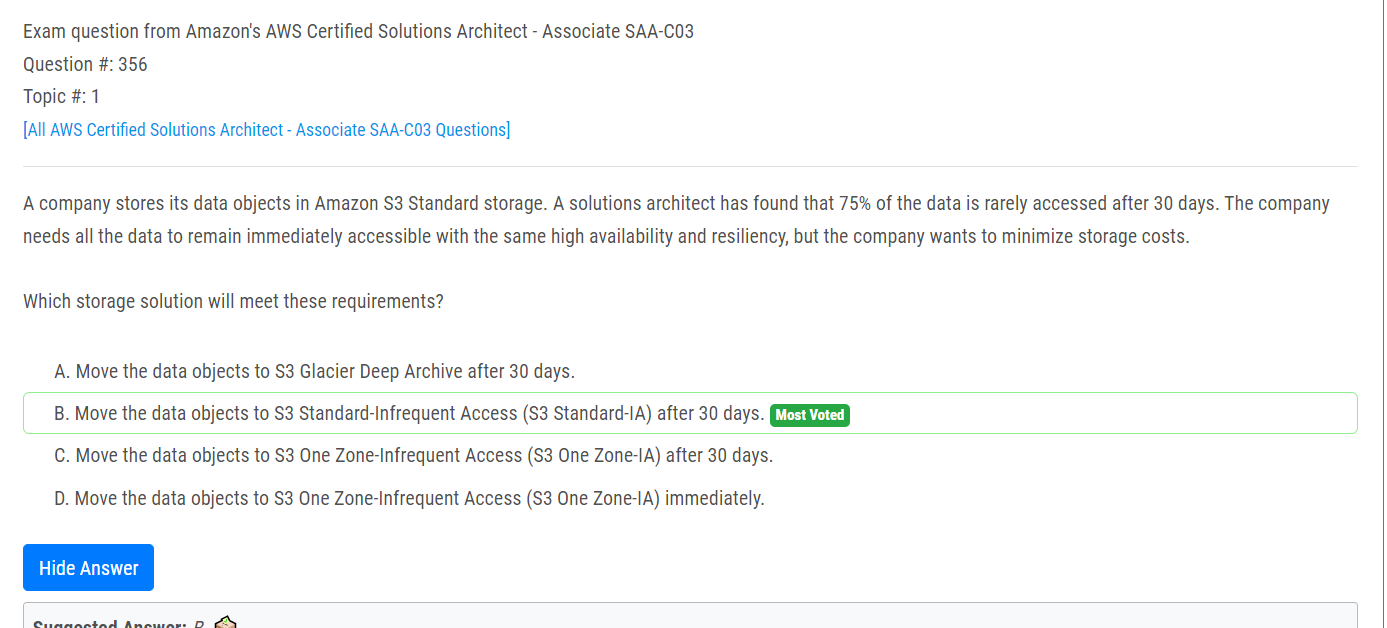 Exam question from Amazon's AWS Certified Solutions Architect - Associate SAA-C03
Question #: 356
Topic #: 1
[All AWS Certified Solutions Architect - Associate SAA-C03 Questions]
A company stores its data objects in Amazon S3 Standard storage. A solutions architect has found that 75% of the data is rarely accessed after 30 days. The company
needs all the data to remain immediately accessible with the same high availability and resiliency, but the company wants to minimize storage costs.
Which storage solution will meet these requirements?
A. Move the data objects to S3 Glacier Deep Archive after 30 days.
B. Move the data objects to S3 Standard-Infrequent Access (S3 Standard-IA) after 30 days. Most Voted
C. Move the data objects to S3 One Zone-Infrequent Access (S3 One Zone-IA) after 30 days.
D. Move the data objects to S3 One Zone-Infrequent Access (S3 One Zone-IA) immediately.
Hide Answer
Suggested Answer: B